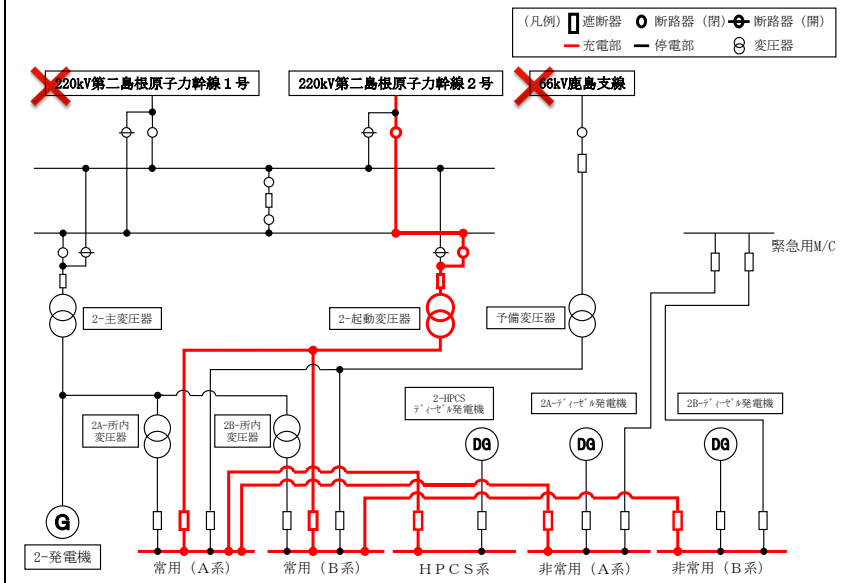 (凡例) 遮断器 断路器 (閉) 断路器 (開)
充電部 停電部 変圧器
220kV第二島根原子力幹線1号
220kV第二島根原子力幹線2号
66kV鹿島支線
緊急用M/C
2-主変圧器
2-起動変圧器
予備変圧器
2-HPCS
ディーゼル発電機
2A-ディーゼル発電機
2B-ディーゼル発電機
2A-所内
変圧器
2B-所内
変圧器
DG
DG
DG
G
2-発電機
常用(A系)
常用(B系)
HPCS系
非常用(A系)
非常用(B系)